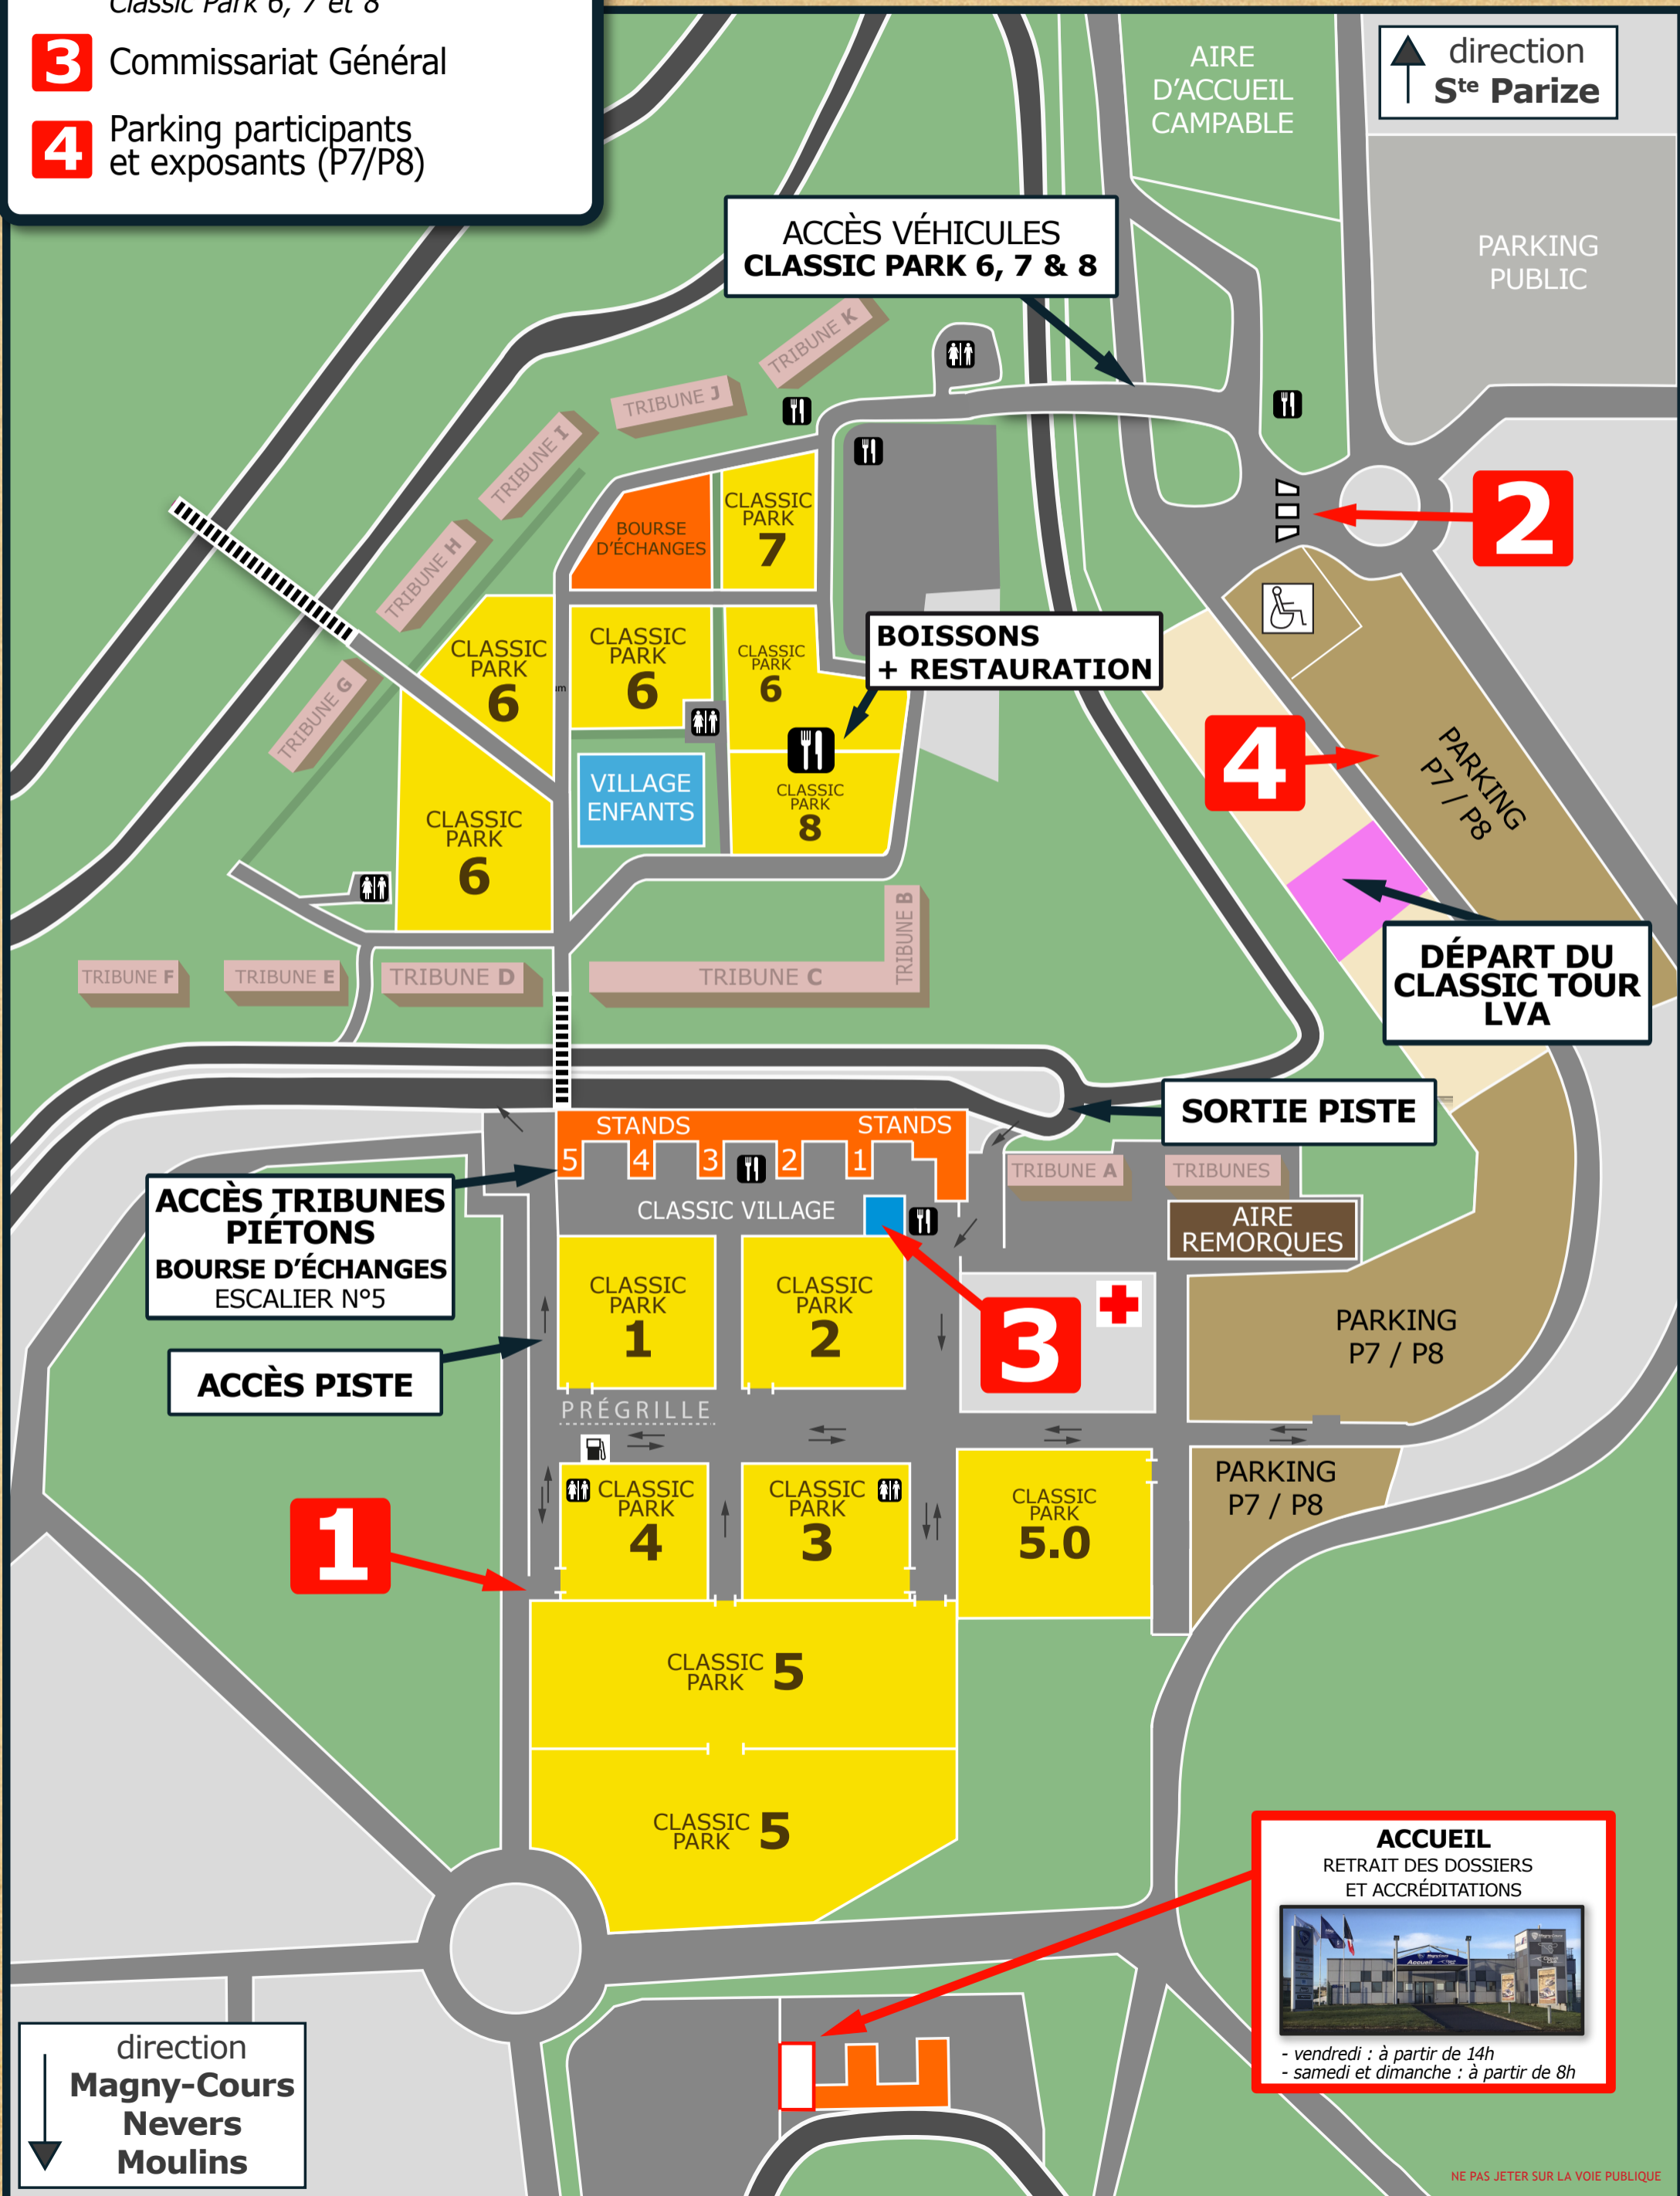 Classic Park 6, 7 et 8
3 Commissariat Général
4 Parking participants
et exposants (P7/P8)
AIRE
D'ACCUEIL
CAMPABLE
direction
Ste Parize
PARKING
PUBLIC
ACCÈS VÉHICULES
CLASSIC PARK 6, 7 & 8
TRIBUNE K
TRIBUNE J
TRIBUNE I
TRIBUNE H
TRIBUNE G
BOURSE
D'ÉCHANGES
CLASSIC
PARK
7
2
CLASSIC
PARK
6
CLASSIC
PARK
6
CLASSIC
PARK
6
BOISSONS
+ RESTAURATION
4
PARKING
P7 / P8
VILLAGE
ENFANTS
CLASSIC
PARK
8
CLASSIC
PARK
6
DÉPART DU
CLASSIC TOUR
LVA
TRIBUNE F
TRIBUNE E
TRIBUNE D
TRIBUNE C
TRIBUNE B
SORTIE PISTE
STANDS
STANDS
5
4
3
2
1
TRIBUNE A
TRIBUNES
CLASSIC VILLAGE
AIRE
REMORQUES
ACCÈS TRIBUNES
PIÉTONS
BOURSE D'ÉCHANGES
ESCALIER N°5
CLASSIC
PARK
1
CLASSIC
PARK
2
3
PARKING
P7 / P8
ACCÈS PISTE
PRÉGRILLE
CLASSIC
PARK
4
CLASSIC
PARK
3
CLASSIC
PARK
5.0
PARKING
P7 / P8
1
CLASSIC
PARK 5
CLASSIC
PARK 5
ACCUEIL
RETRAIT DES DOSSIERS
ET ACCRÉDITATIONS
Accueil
- vendredi : à partir de 14h
- samedi et dimanche : à partir de 8h
direction
Magny-Cours
Nevers
Moulins
NE PAS JETER SUR LA VOIE PUBLIQUE